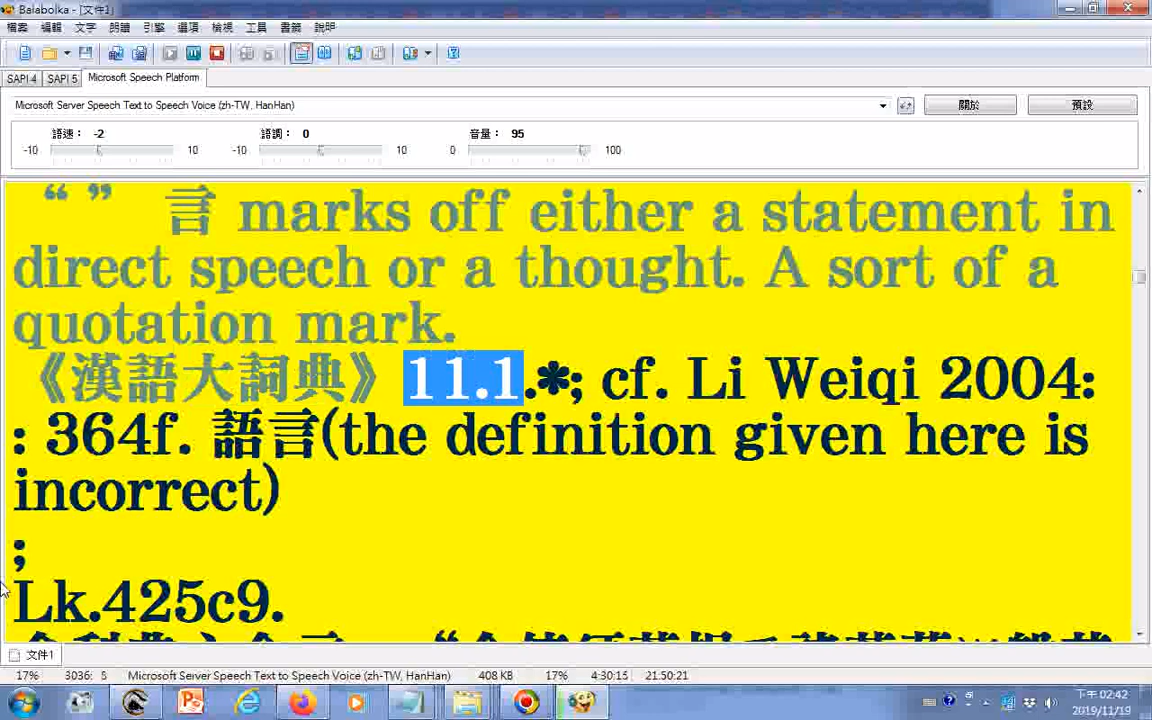 Balabolka - [文件1]
檔案 編輯 文字 朗讀 引擎 選項 檢視 工具 書籤 說明
SAPI 4 SAPI 5 Microsoft Speech Platform
Microsoft Server Speech Text to Speech Voice (zh-TW, HanHan) 關於 預設
語速： -2 語調： 0 音量： 95
-10 10 -10 10 0 100
“ ” 言 marks off either a statement in
direct speech or a thought. A sort of a
quotation mark.
《漢語大詞典》 11.1.*; cf. Li Weiqi 2004:
: 364f. 語言(the definition given here is
incorrect)
;
Lk.425c9.
文件1
17% 3036: S Microsoft Server Speech Text to Speech Voice (zh-TW, HanHan) 408 KB 17% 4:30:15 21:50:21
下午 02:42
2019/11/19